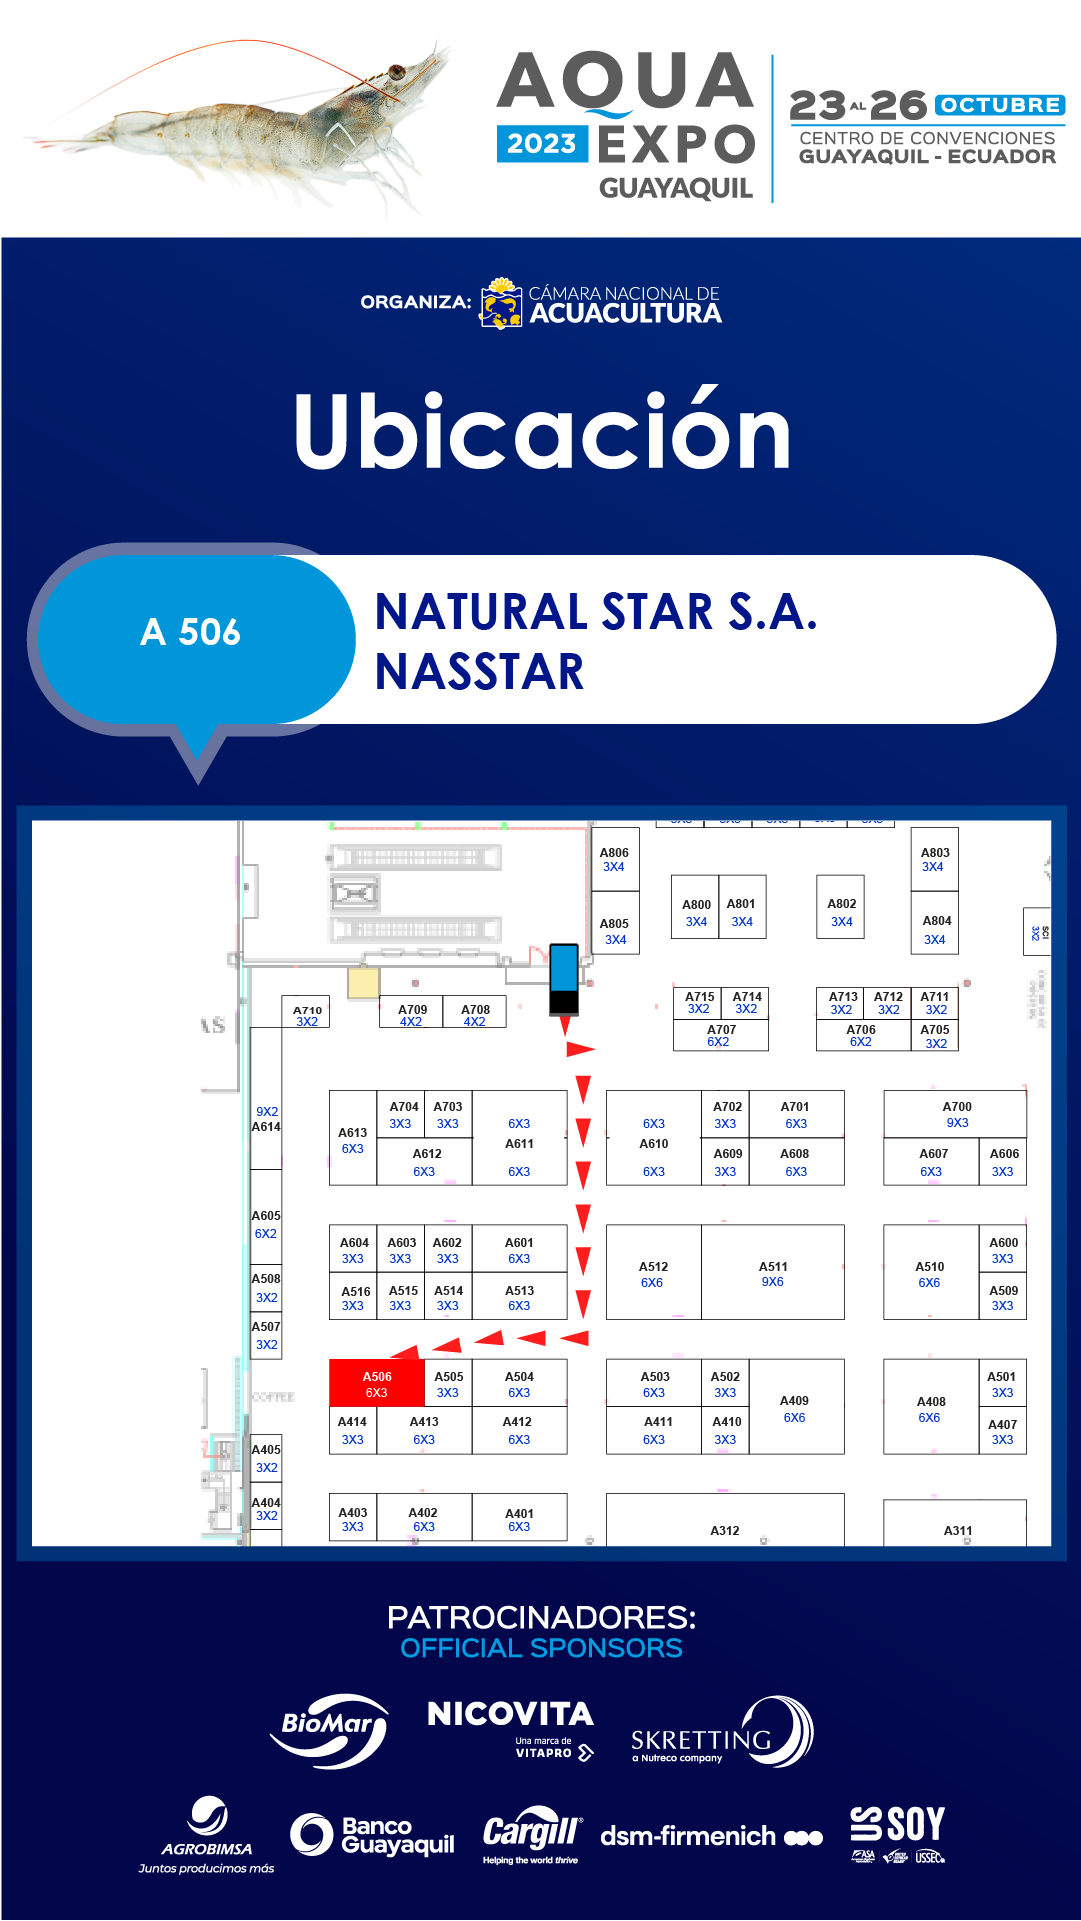 AQUA
2023 EXPO
GUAYAQUIL
23 AL 26 OCTUBRE
CENTRO DE CONVENCIONES
GUAYAQUIL - ECUADOR
ORGANIZA:
CÁMARA NACIONAL DE
ACUACULTURA
Ubicación
A 506
NATURAL STAR S.A.
NASSTAR
A806
3X4
A803
3X4
A800
3X4
A801
3X4
A802
3X4
A805
3X4
A804
3X4
SCI
3X2
A710
3X2
A709
4X2
A708
4X2
A715
3X2
A714
3X2
A713
3X2
A712
3X2
A711
3X2
A707
6X2
A706
6X2
A705
3X2
9X2
A614
A613
6X3
A704
3X3
A703
3X3
6X3
A611
6X3
A612
6X3
6X3
A610
6X3
A702
3X3
A701
6X3
A609
3X3
A608
6X3
A700
9X3
A607
6X3
A606
3X3
A605
6X2
A604
3X3
A603
3X3
A602
3X3
A601
6X3
A508
3X2
A516
3X3
A515
3X3
A514
3X3
A513
6X3
A512
6X6
A511
9X6
A510
6X6
A600
3X3
A509
3X3
A507
3X2
A506
6X3
A505
3X3
A504
6X3
A503
6X3
A502
3X3
A409
6X6
A408
6X6
A501
3X3
COFFEE
A414
3X3
A413
6X3
A412
6X3
A411
6X3
A410
3X3
A407
3X3
A405
3X2
A404
3X2
A403
3X3
A402
6X3
A401
6X3
A312
A311
PATROCINADORES:
OFFICIAL SPONSORS
BioMar
NICOVITA
Una marca de
VITAPRO
SKRETTING
a Nutreco company
AGROBIMSA
Juntos producimos más
Banco
Guayaquil
Cargill®
Helping the world thrive
dsm-firmenich
US SOY
ASA
USSEC